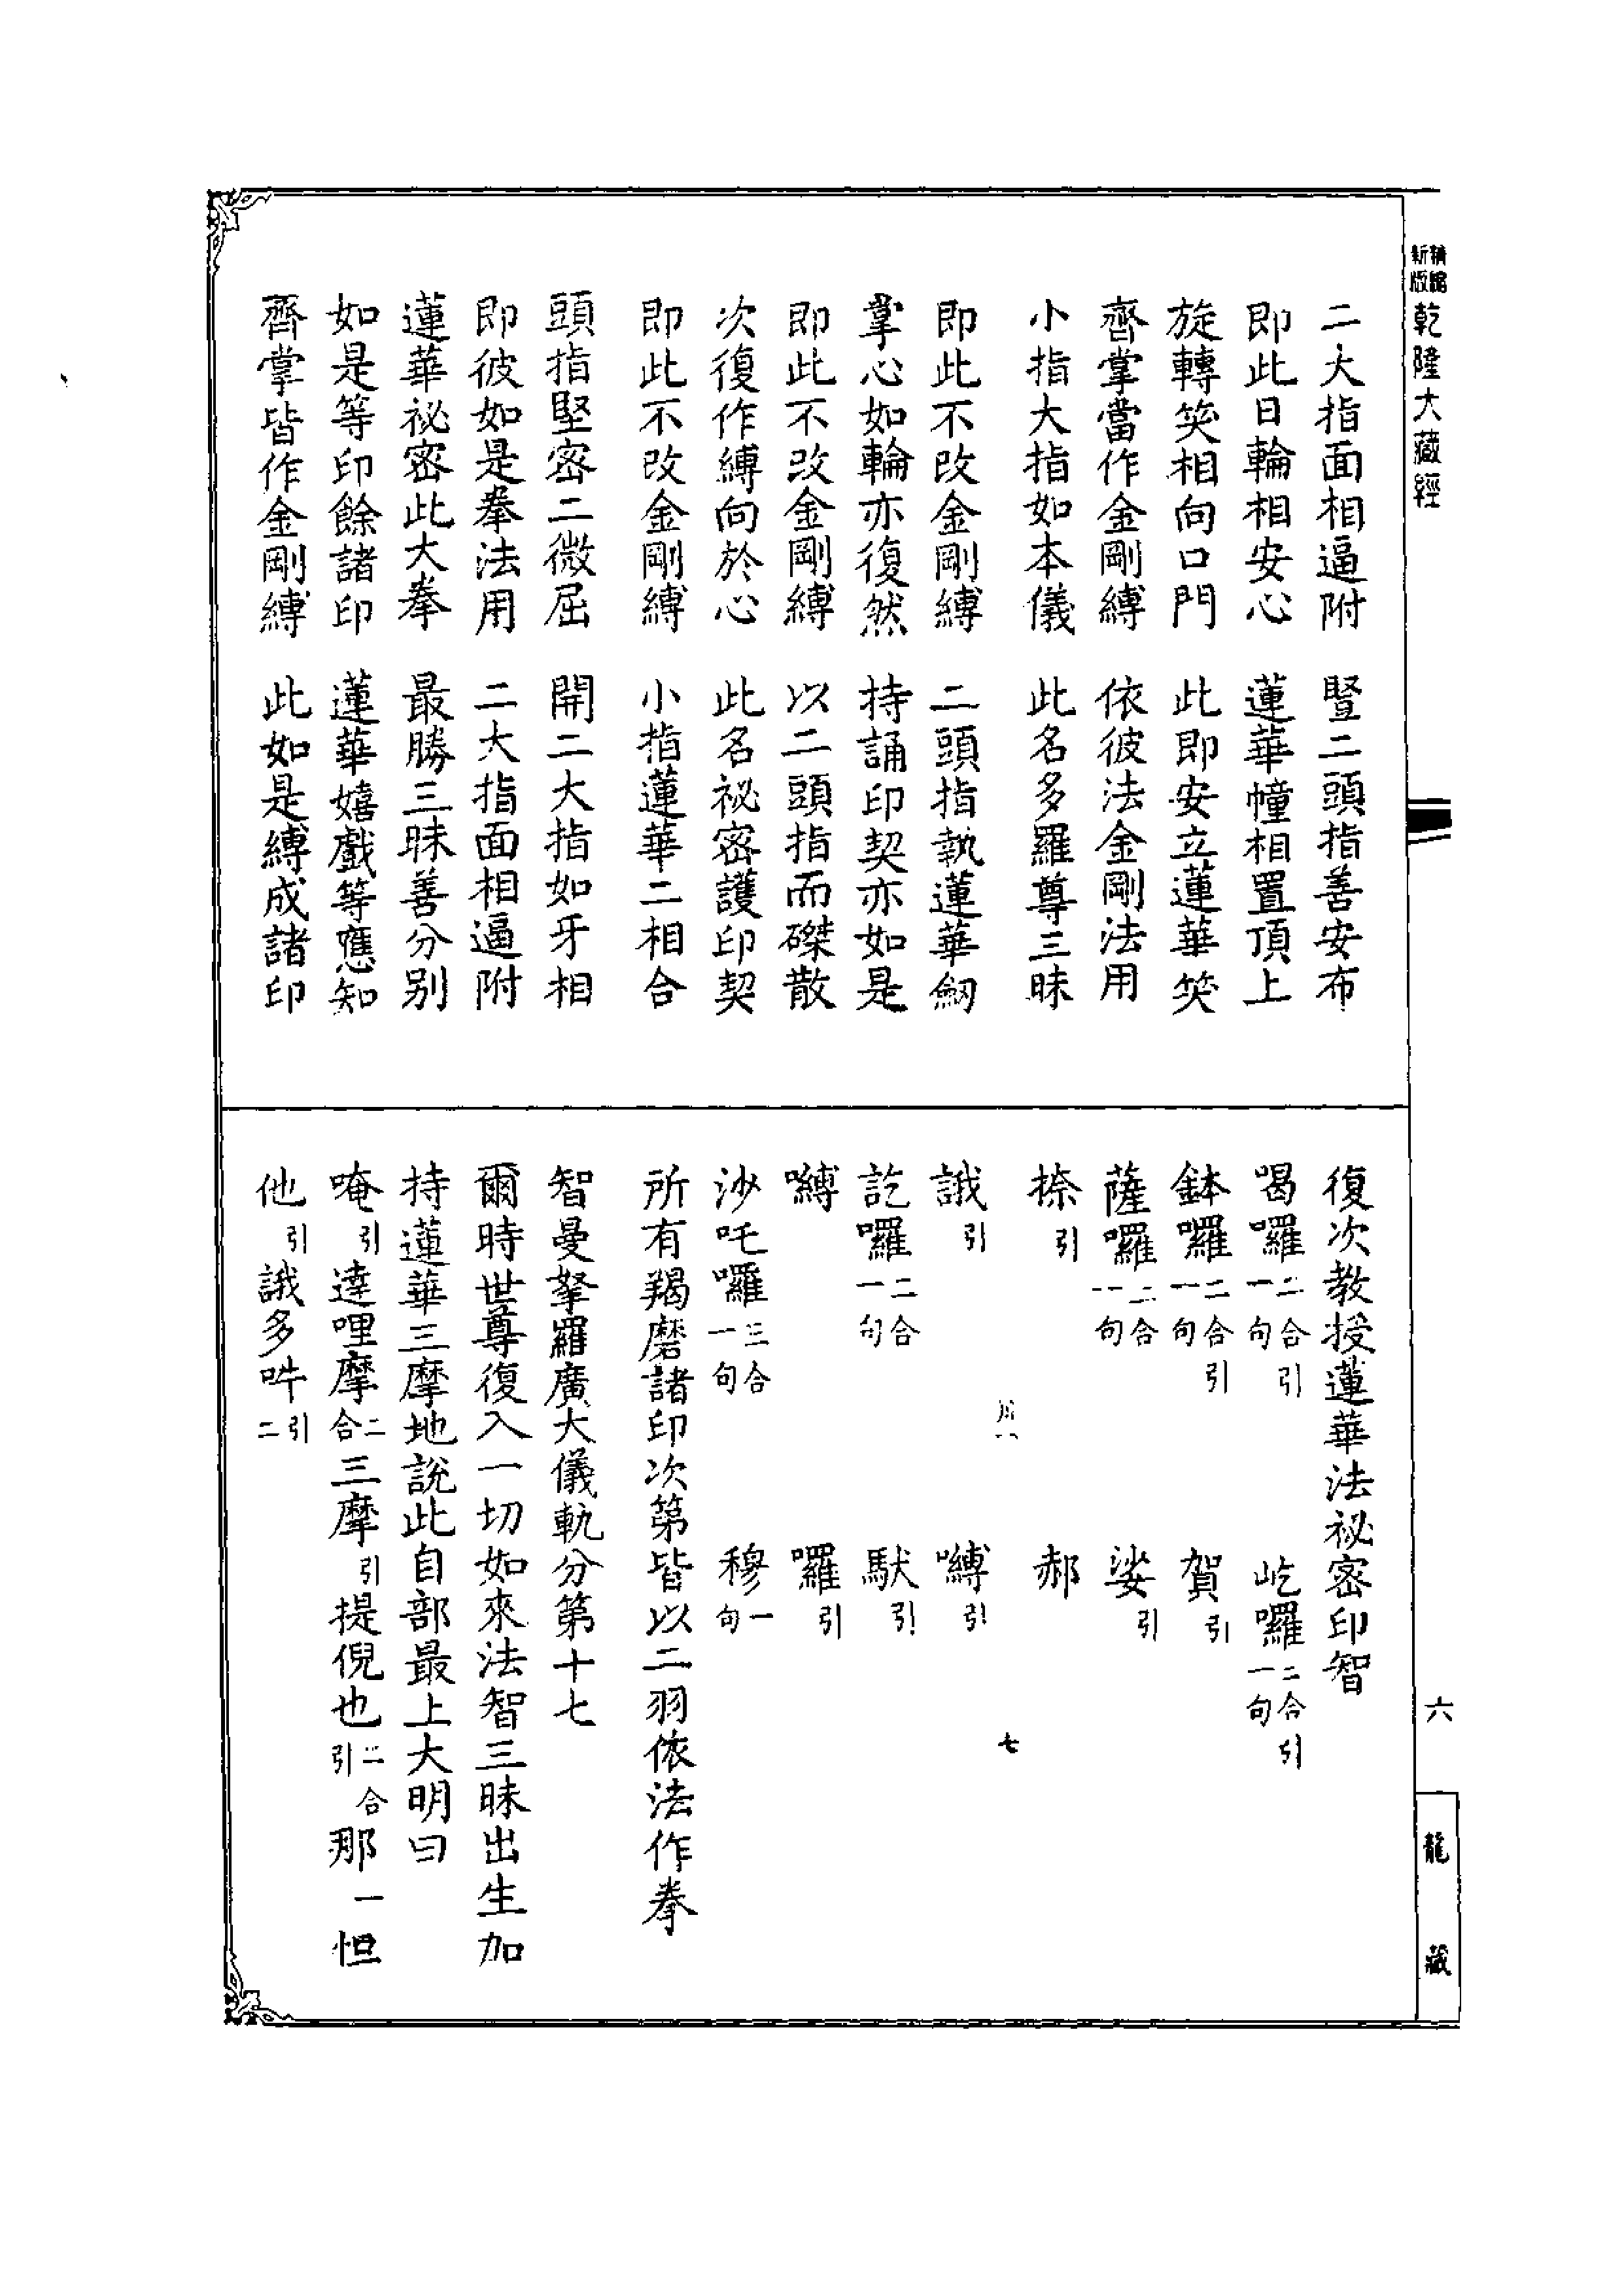 精編新版
乾隆大藏經
六
龍藏
二大指面相逼附　豎二頭指善安布
即此日輪相安心　蓮華幢相置頂上
旋轉笑相向口門　此即安立蓮華笑
齊掌當作金剛縛　依彼法金剛法用
小指大指如本儀　此名多羅尊三昧
即此不改金剛縛　二頭指執蓮華劒
掌心如輪亦復然　持誦印契亦如是
即此不改金剛縛　以二頭指而磔散
次復作縛向於心　此名祕密護印契
即此不改金剛縛　小指蓮華二相合
頭指堅密二微屈　開二大指如牙相
即彼如是拳法用　二大指面相逼附
蓮華祕密此大拳　最勝三昧善分別
如是等印餘諸印　蓮華嬉戲等應知
齊掌皆作金剛縛　此如是縛成諸印
復次教授蓮華法祕密印智
喝囉二合引一句　屹囉二合引一句
鉢囉二合引一句　賀引
薩囉二合一句　娑引
捺引　郝
七
誐引　嚩引
訖囉二合一句　馱引
嚩　囉引
沙吒囉三合一句　穆一句
所有羯磨諸印次第皆以二羽依法作拳
智曼拏羅廣大儀軌分第十七
爾時世尊復入一切如來法智三昧出生加
持蓮華三摩地說此自部最上大明曰
唵引達哩摩二合三摩引提倪也二合引那一怛
他引誐多吽引二